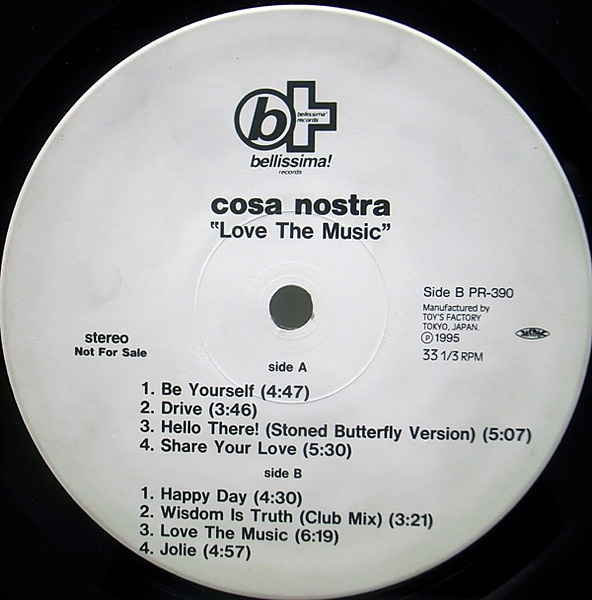 b
bellissima!
records
bellissima!
records
cosa nostra
"Love The Music"
Side B PR-390
Manufactured by
TOY'S FACTORY
TOKYO, JAPAN.
Ⓟ 1995
33 1/3 RPM
stereo
Not For Sale
side A
1. Be Yourself (4:47)
2. Drive (3:46)
3. Hello There! (Stoned Butterfly Version) (5:07)
4. Share Your Love (5:30)
side B
1. Happy Day (4:30)
2. Wisdom Is Truth (Club Mix) (3:21)
3. Love The Music (6:19)
4. Jolie (4:57)